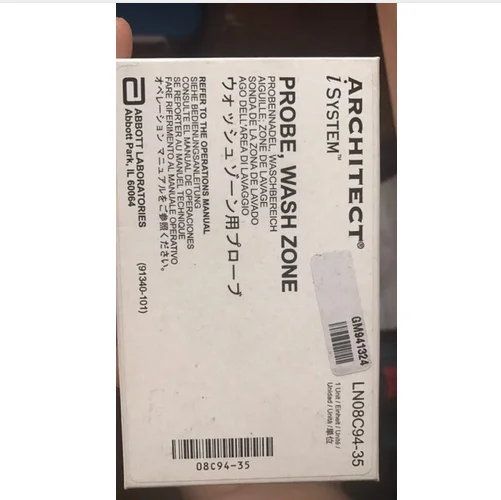 ARCHITECT®
i SYSTEM™
PROBE, WASH ZONE
PROBENNADEL, WASCHBEREICH
AIGUILLE: ZONE DE LAVAGE
SONDA DE LA ZONA DE LAVADO
AGO DELL'AREA DI LAVAGGIO
ウォッシュゾーン用プローブ
REFER TO THE OPERATIONS MANUAL
SIEHE BEDIENUNGSANLEITUNG
CONSULTE EL MANUAL DE OPERACIONES
SE REPORTER AU MANUEL TECHNIQUE
FARE RIFERIMENTO AL MANUALE OPERATIVO
オペレーション マニュアルをご参照ください。
ABBOTT LABORATORIES
Abbott Park, IL 60064
(91340-101)
GM941324
LN08C94-35
1 Unit / Einheit / Unité /
Unidad / Unità / 単位
08C94-35